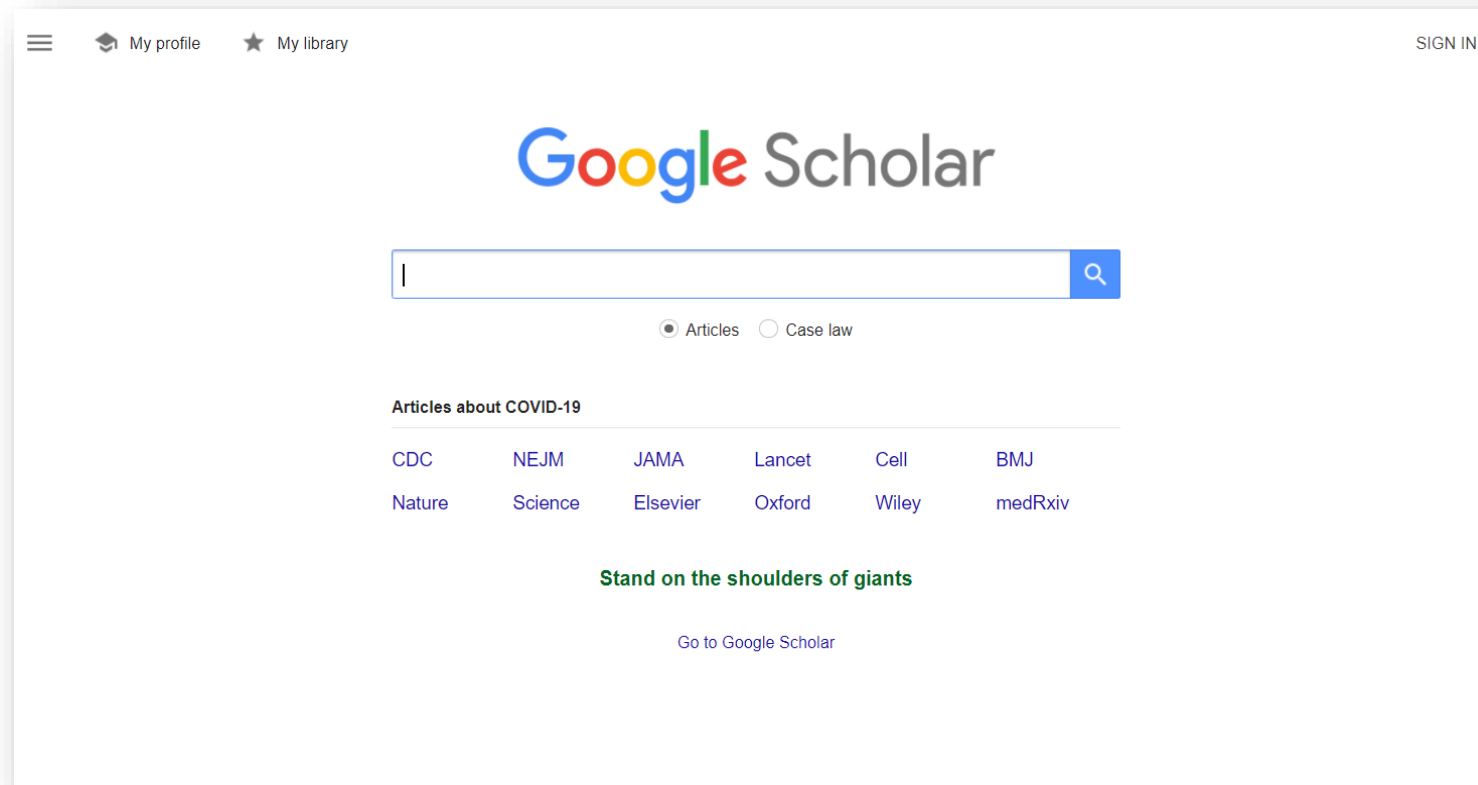 My profile My library SIGN IN
Google Scholar
Articles Case law
Articles about COVID-19
CDC NEJM JAMA Lancet Cell BMJ
Nature Science Elsevier Oxford Wiley medRxiv
Stand on the shoulders of giants
Go to Google Scholar